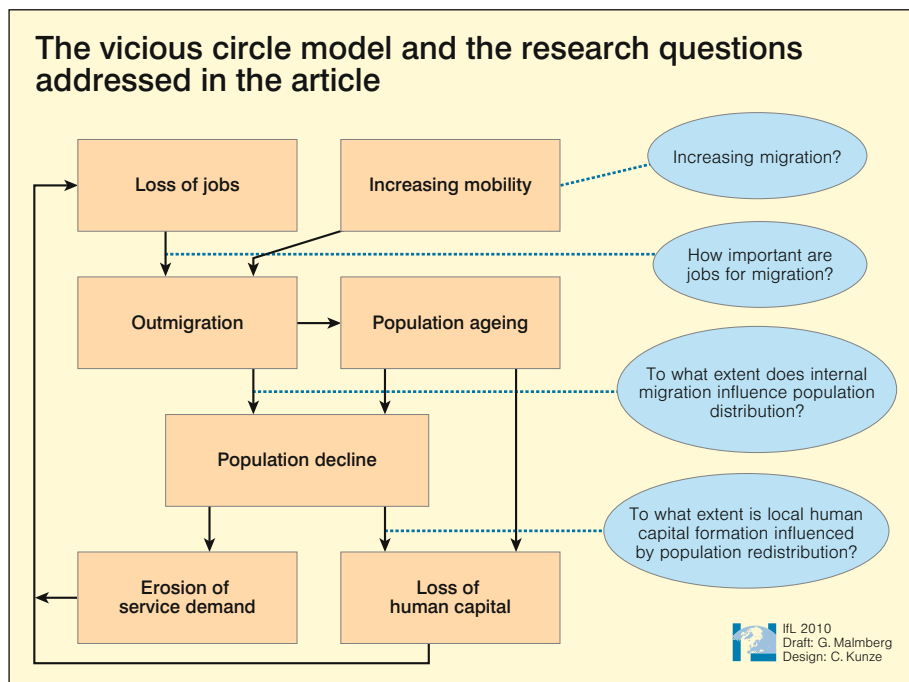 The vicious circle model and the research questions
addressed in the article
Loss of jobs
Increasing mobility
Increasing migration?
How important are
jobs for migration?
Outmigration
Population ageing
To what extent does internal
migration influence population
distribution?
Population decline
To what extent is local human
capital formation influenced
by population redistribution?
Erosion of
service demand
Loss of
human capital
IfL 2010
Draft: G. Malmberg
Design: C. Kunze